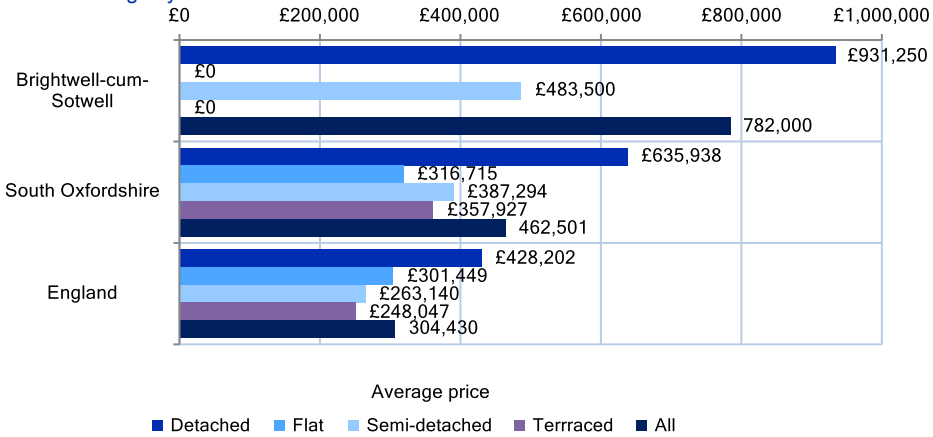 £0 £200,000 £400,000 £600,000 £800,000 £1,000,000
Brightwell-cum-
Sotwell
£931,250
£0
£483,500
£0
782,000
South Oxfordshire
£635,938
£316,715
£387,294
£357,927
462,501
England
£428,202
£301,449
£263,140
£248,047
304,430
Average price
Detached Flat Semi-detached Terrraced All